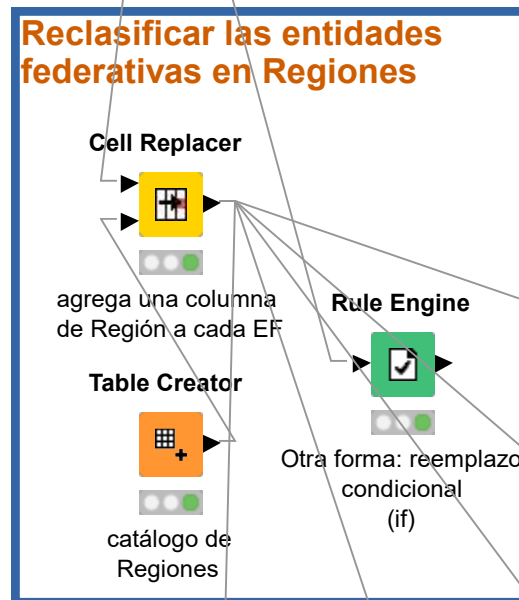 Reclasificar las entidades
federativas en Regiones
Cell Replacer
agrega una columna
de Región a cada EF
Rule Engine
Table Creator
Otra forma: reemplazo
condicional
(if)
catálogo de
Regiones